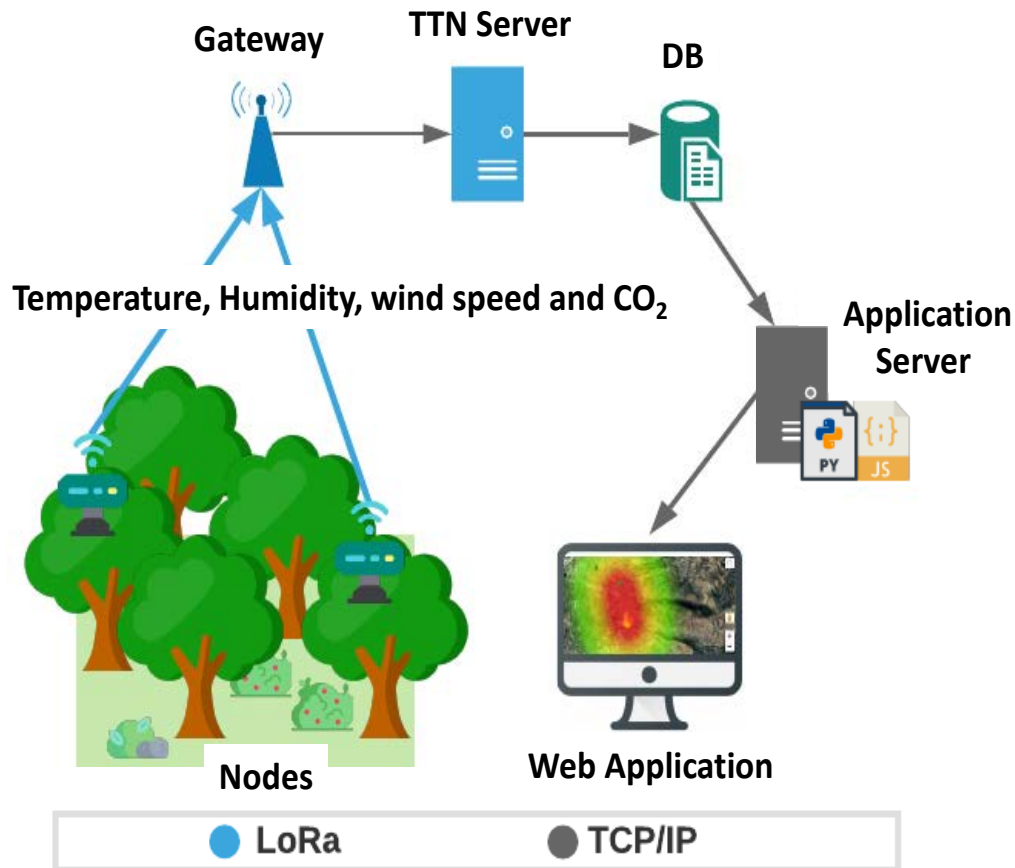 Gateway
TTN Server
DB
Temperature, Humidity, wind speed and CO₂
Application
Server
PY
{;}
JS
Nodes
Web Application
LoRa
TCP/IP